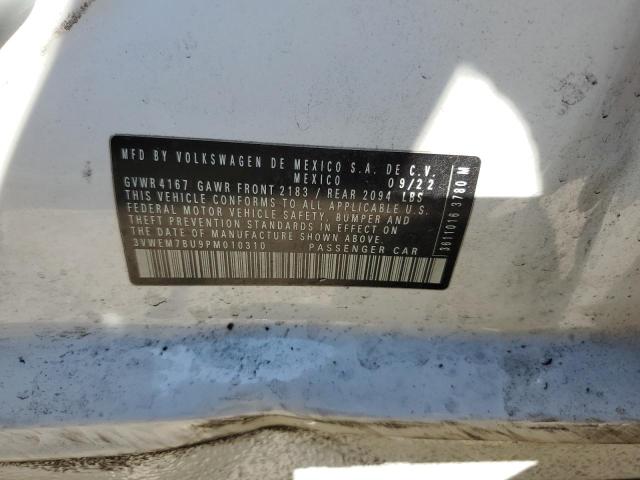 MFD BY VOLKSWAGEN DE MEXICO S.A. DE C.V.
MEXICO 09/22
GVWR 4167 GAWR FRONT 2183 / REAR 2094 LBS
THIS VEHICLE CONFORMS TO ALL APPLICABLE U.S.
FEDERAL MOTOR VEHICLE SAFETY, BUMPER AND
THEFT PREVENTION STANDARDS IN EFFECT ON
THE DATE OF MANUFACTURE SHOWN ABOVE
3VWEM7BU9PM010310 PASSENGER CAR
3611016 3780 M